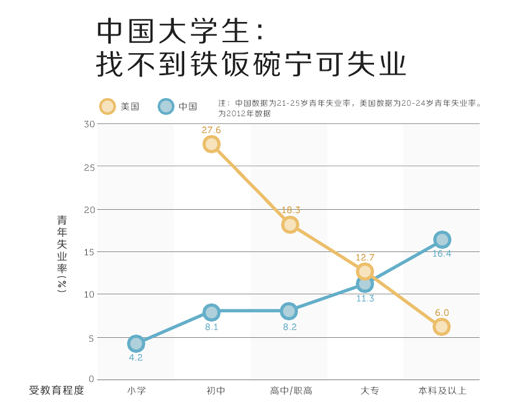 中国大学生：
找不到铁饭碗宁可失业
美国 中国 注：中国数据为21-25岁青年失业率，美国数据为20-24岁青年失业率。
为2012年数据
30
27.6
25
20
18.3
15
12.7
16.4
11.3
10
8.1
8.2
6.0
5
4.2
0
青年失业率(%)
受教育程度 小学 初中 高中/职高 大专 本科及以上